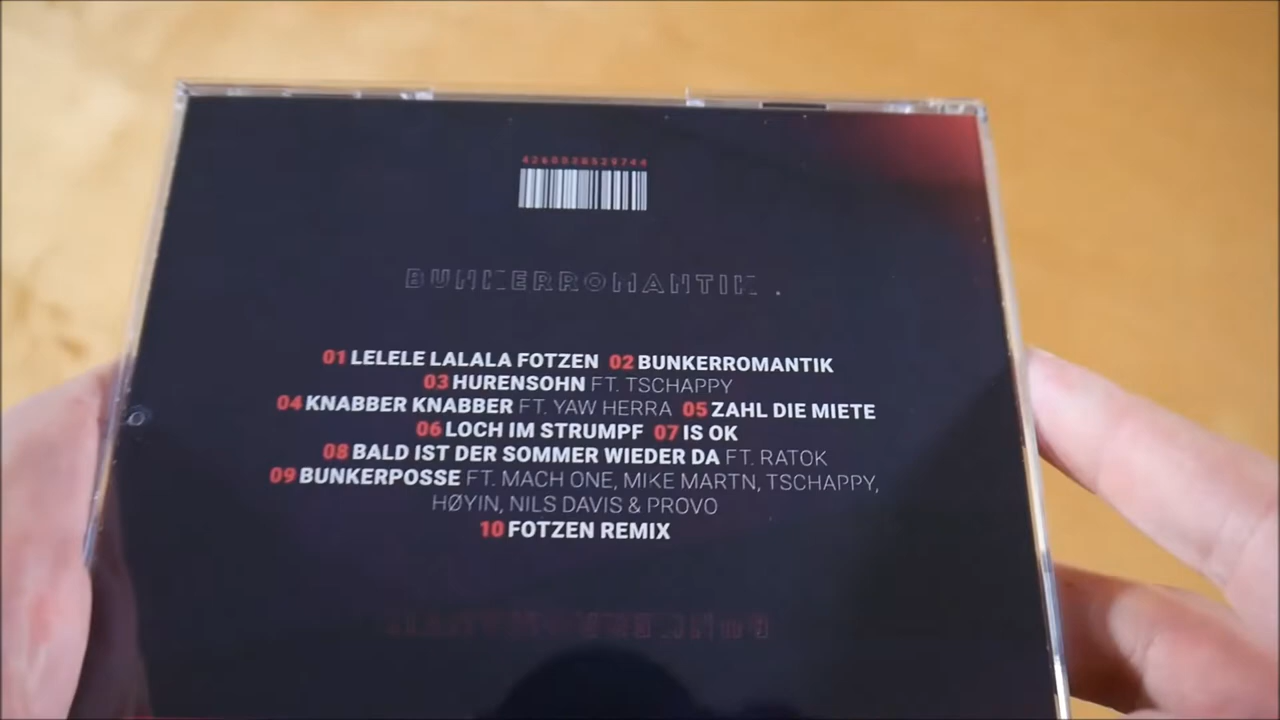 BUNKERROMANTIK .
01 LELELE LALALA FOTZEN 02 BUNKERROMANTIK
03 HURENSOHN FT. TSCHAPPY
04 KNABBER KNABBER FT. YAW HERRA 05 ZAHL DIE MIETE
06 LOCH IM STRUMPF 07 IS OK
08 BALD IST DER SOMMER WIEDER DA FT. RATOK
09 BUNKERPOSSE FT. MACH ONE, MIKE MARTN, TSCHAPPY,
HØYIN, NILS DAVIS & PROVO
10 FOTZEN REMIX